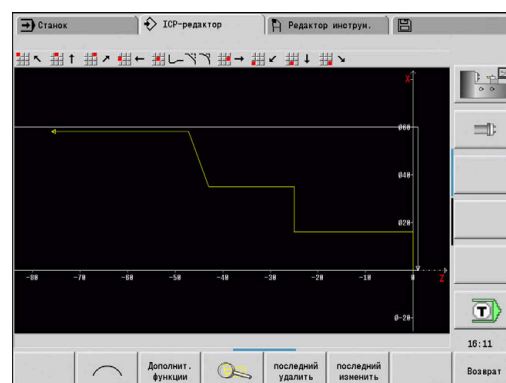 Станок
ICP-редактор
Редактор инструм.
X
Ø60
Ø40
Ø20
-80 -70 -60 -50 -40 -30 -20 -10 0 Z
Ø-20
T
16:11
Дополнит. функции
последний удалить
последний изменить
Возврат